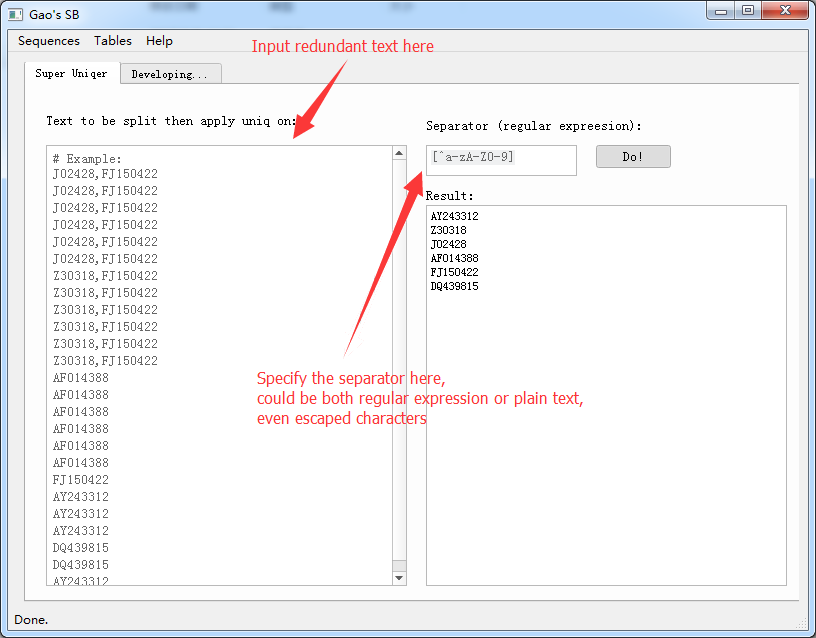 Gao's SB
Sequences Tables Help
Input redundant text here
Super Uniqer Developing...
Text to be split then apply uniq on:
# Example:
J02428,FJ150422
J02428,FJ150422
J02428,FJ150422
J02428,FJ150422
J02428,FJ150422
J02428,FJ150422
Z30318,FJ150422
Z30318,FJ150422
Z30318,FJ150422
Z30318,FJ150422
Z30318,FJ150422
Z30318,FJ150422
AF014388
AF014388
AF014388
AF014388
AF014388
AF014388
FJ150422
AY243312
AY243312
AY243312
DQ439815
DQ439815
AY243312
Separator (regular expreesion):
[^a-zA-Z0-9]
Do!
Result:
AY243312
Z30318
J02428
AF014388
FJ150422
DQ439815
Specify the separator here,
could be both regular expression or plain text,
even escaped characters
Done.